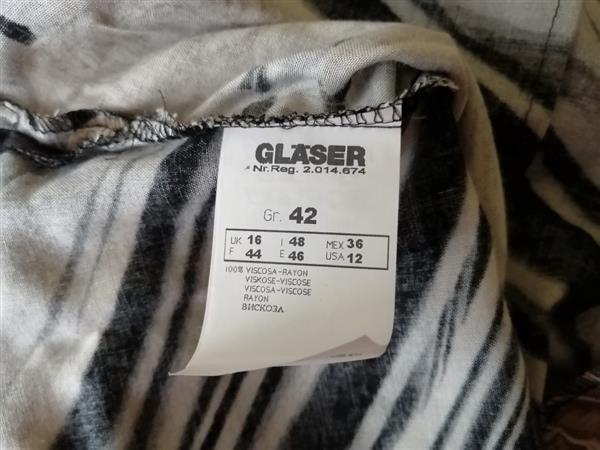 GLÄSER
Nr. Reg. 2.014.674
Gr. 42
UK 16 I 48 MEX 36
F 44 E 46 USA 12
100% VISCOSA-RAYON
VISKOSE-VISCOSE
VISCOSA-VISCOSE
RAYON
ВИСКОЗА